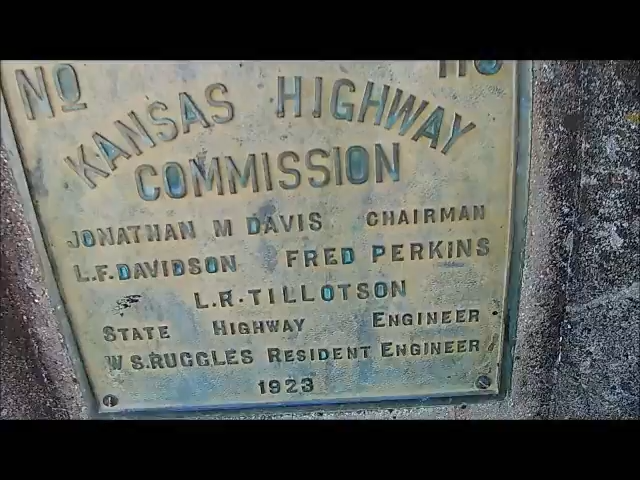 NO
KANSAS HIGHWAY
COMMISSION
JONATHAN M DAVIS CHAIRMAN
L.F. DAVIDSON FRED PERKINS
L.R. TILLOTSON
STATE HIGHWAY ENGINEER
W S. RUGGLES RESIDENT ENGINEER
1923